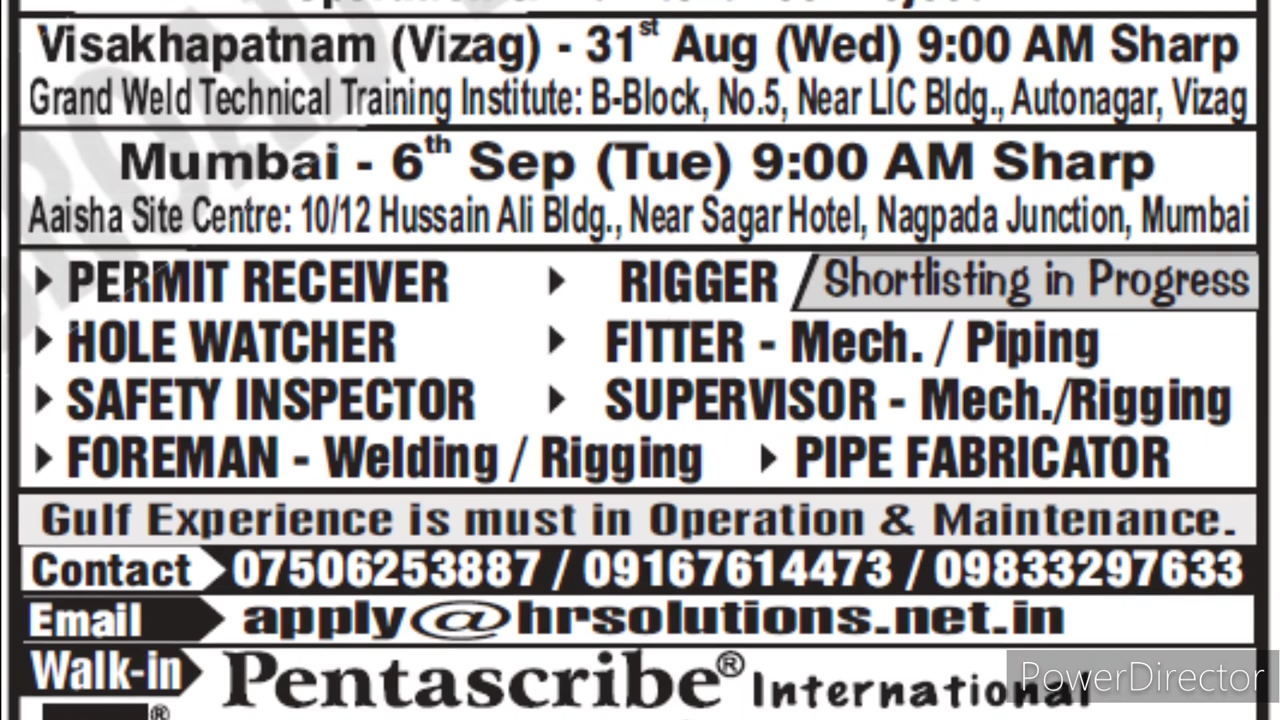 Visakhapatnam (Vizag) - 31st Aug (Wed) 9:00 AM Sharp
Grand Weld Technical Training Institute: B-Block, No.5, Near LIC Bldg., Autonagar, Vizag
Mumbai - 6th Sep (Tue) 9:00 AM Sharp
Aaisha Site Centre: 10/12 Hussain Ali Bldg., Near Sagar Hotel, Nagpada Junction, Mumbai
PERMIT RECEIVER RIGGER Shortlisting in Progress
HOLE WATCHER FITTER - Mech. / Piping
SAFETY INSPECTOR SUPERVISOR - Mech./Rigging
FOREMAN - Welding / Rigging PIPE FABRICATOR
Gulf Experience is must in Operation & Maintenance.
Contact 07506253887 / 09167614473 / 09833297633
Email apply@hrsolutions.net.in
Walk-in Pentascribe® International
PowerDirector